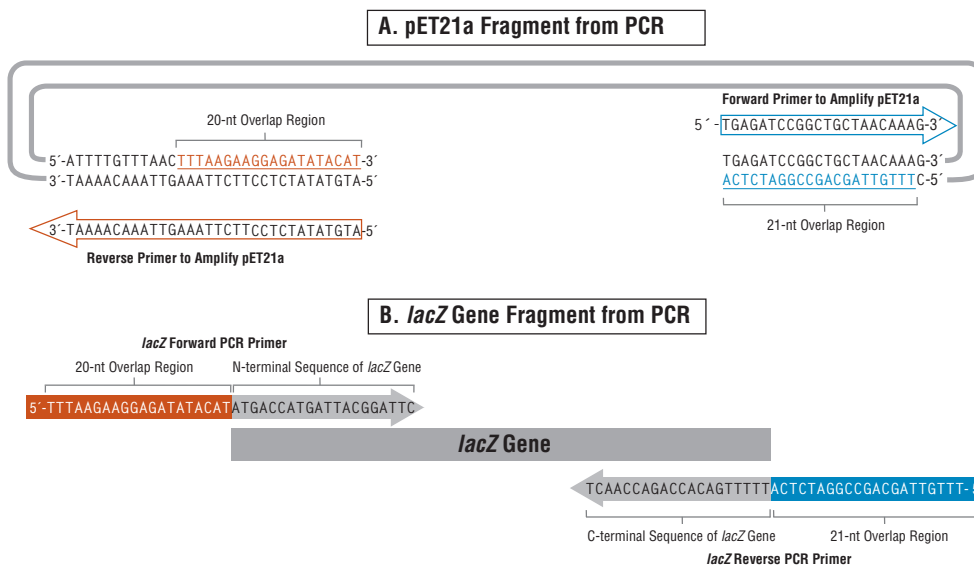 A. pET21a Fragment from PCR
Forward Primer to Amplify pET21a
5´-TGAGATCCGGCTGCTAACAAAG-3´
20-nt Overlap Region
5´-ATTTTGTTTAACTTTAAGAAGGAGATATACAT-3´
3´-TAAAACAAATTGAAATTCTTCCTCTATATGTA-5´
TGAGATCCGGCTGCTAACAAAG-3´
ACTCTAGGCCGACGATTGTTTC-5´
21-nt Overlap Region
3´-TAAAACAAATTGAAATTCTTCCTCTATATGTA-5´
Reverse Primer to Amplify pET21a
B. lacZ Gene Fragment from PCR
lacZ Forward PCR Primer
20-nt Overlap Region N-terminal Sequence of lacZ Gene
5´-TTTAAGAAGGAGATATACATATGACCATGATTACGGATTC
lacZ Gene
TCAACCAGACCACAGTTTTTACTCTAGGCCGACGATTGTTT-5
C-terminal Sequence of lacZ Gene 21-nt Overlap Region
lacZ Reverse PCR Primer